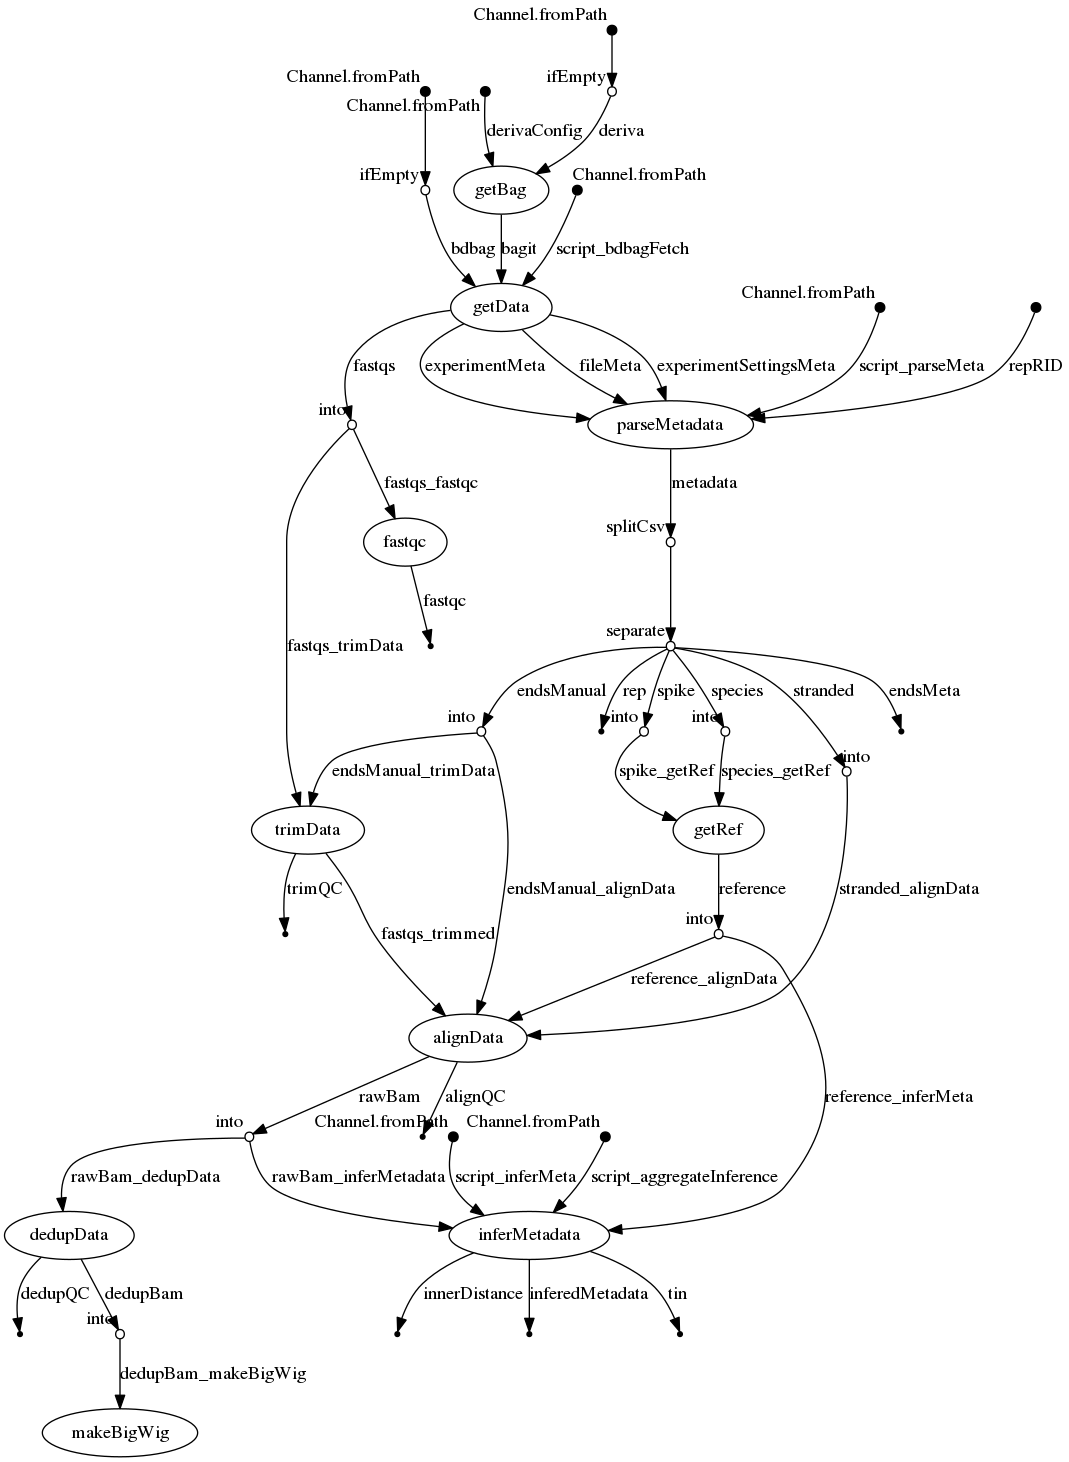 Channel.fromPath
Channel.fromPath
ifEmpty
Channel.fromPath
derivaConfig
deriva
ifEmpty
getBag
Channel.fromPath
bdbag
bagit
script_bdbagFetch
getData
Channel.fromPath
fastqs
experimentMeta
fileMeta
experimentSettingsMeta
script_parseMeta
repRID
into
parseMetadata
fastqs_fastqc
metadata
splitCsv
fastqc
fastqc
separate
fastqs_trimData
endsManual
rep
spike
species
stranded
endsMeta
into
into
into
into
endsManual_trimData
spike_getRef
species_getRef
trimData
getRef
trimQC
endsManual_alignData
reference
stranded_alignData
into
fastqs_trimmed
reference_alignData
alignData
rawBam
alignQC
reference_inferMeta
into
Channel.fromPath
Channel.fromPath
rawBam_dedupData
rawBam_inferMetadata
script_inferMeta
script_aggregateInference
dedupData
inferMetadata
dedupQC
dedupBam
innerDistance
inferedMetadata
tin
into
dedupBam_makeBigWig
makeBigWig